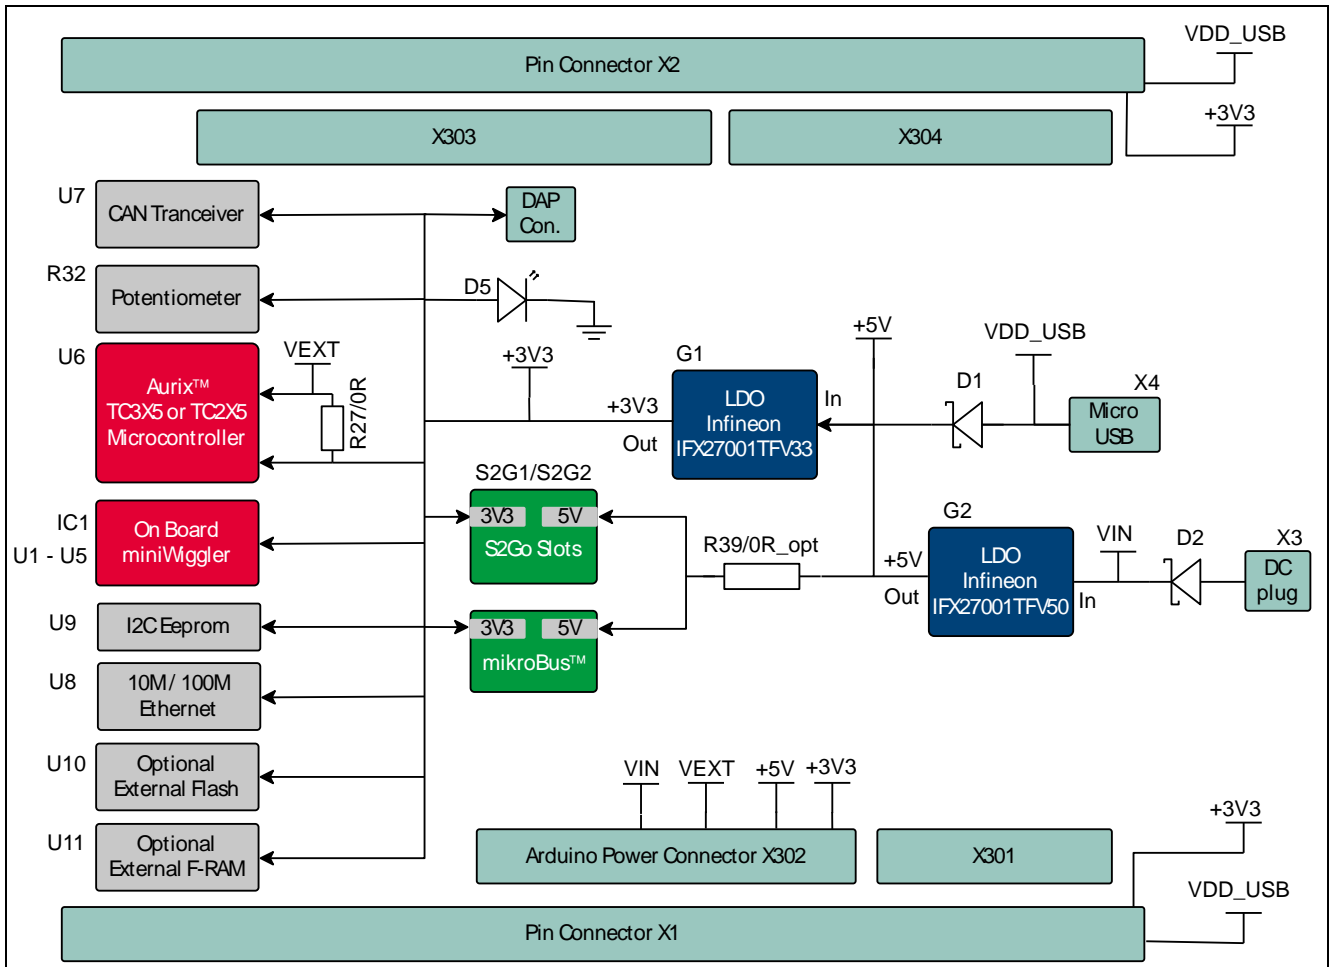 VDD_USB
Pin Connector X2
+3V3
X303
X304
U7
CAN Tranceiver
DAP
Con.
R32
Potentiometer
D5
U6
Aurix™
TC3X5 or TC2X5
Microcontroller
VEXT
R27/0R
+3V3
+3V3
Out
G1
LDO
Infineon
IFX27001TFV33
In
+5V
D1
VDD_USB
X4
Micro
USB
IC1
U1 - U5
On Board
miniWiggler
S2G1/S2G2
3V3
5V
S2Go Slots
R39/0R_opt
+5V
Out
G2
LDO
Infineon
IFX27001TFV50
In
VIN
D2
X3
DC
plug
U9
I2C Eeprom
3V3
5V
mikroBus™
U8
10M / 100M
Ethernet
U10
Optional
External Flash
VIN
VEXT
+5V
+3V3
U11
Optional
External F-RAM
Arduino Power Connector X302
X301
+3V3
VDD_USB
Pin Connector X1